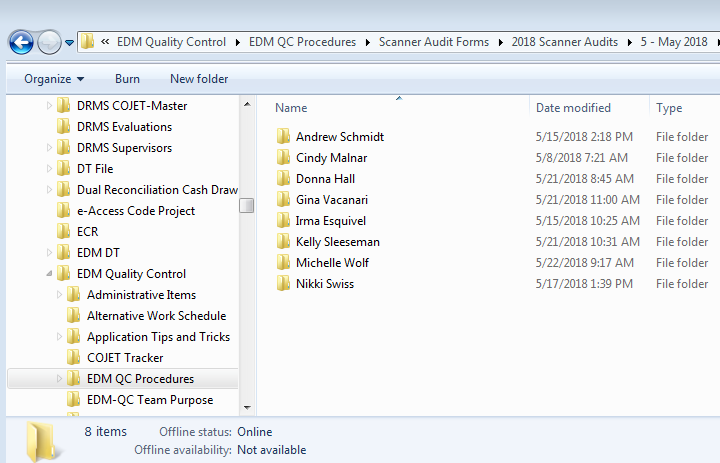 « EDM Quality Control ▸ EDM QC Procedures ▸ Scanner Audit Forms ▸ 2018 Scanner Audits ▸ 5 - May 2018 ▸
Organize Burn New folder
DRMS COJET-Master
DRMS Evaluations
DRMS Supervisors
DT File
Dual Reconciliation Cash Draw
e-Access Code Project
ECR
EDM DT
EDM Quality Control
Administrative Items
Alternative Work Schedule
Application Tips and Tricks
COJET Tracker
EDM QC Procedures
EDM-QC Team Purpose
Name Date modified Type
Andrew Schmidt 5/15/2018 2:18 PM File folder
Cindy Malnar 5/8/2018 7:21 AM File folder
Donna Hall 5/21/2018 8:45 AM File folder
Gina Vacanari 5/21/2018 11:00 AM File folder
Irma Esquivel 5/15/2018 10:25 AM File folder
Kelly Sleeseman 5/21/2018 10:31 AM File folder
Michelle Wolf 5/22/2018 9:17 AM File folder
Nikki Swiss 5/17/2018 1:39 PM File folder
8 items Offline status: Online
Offline availability: Not available